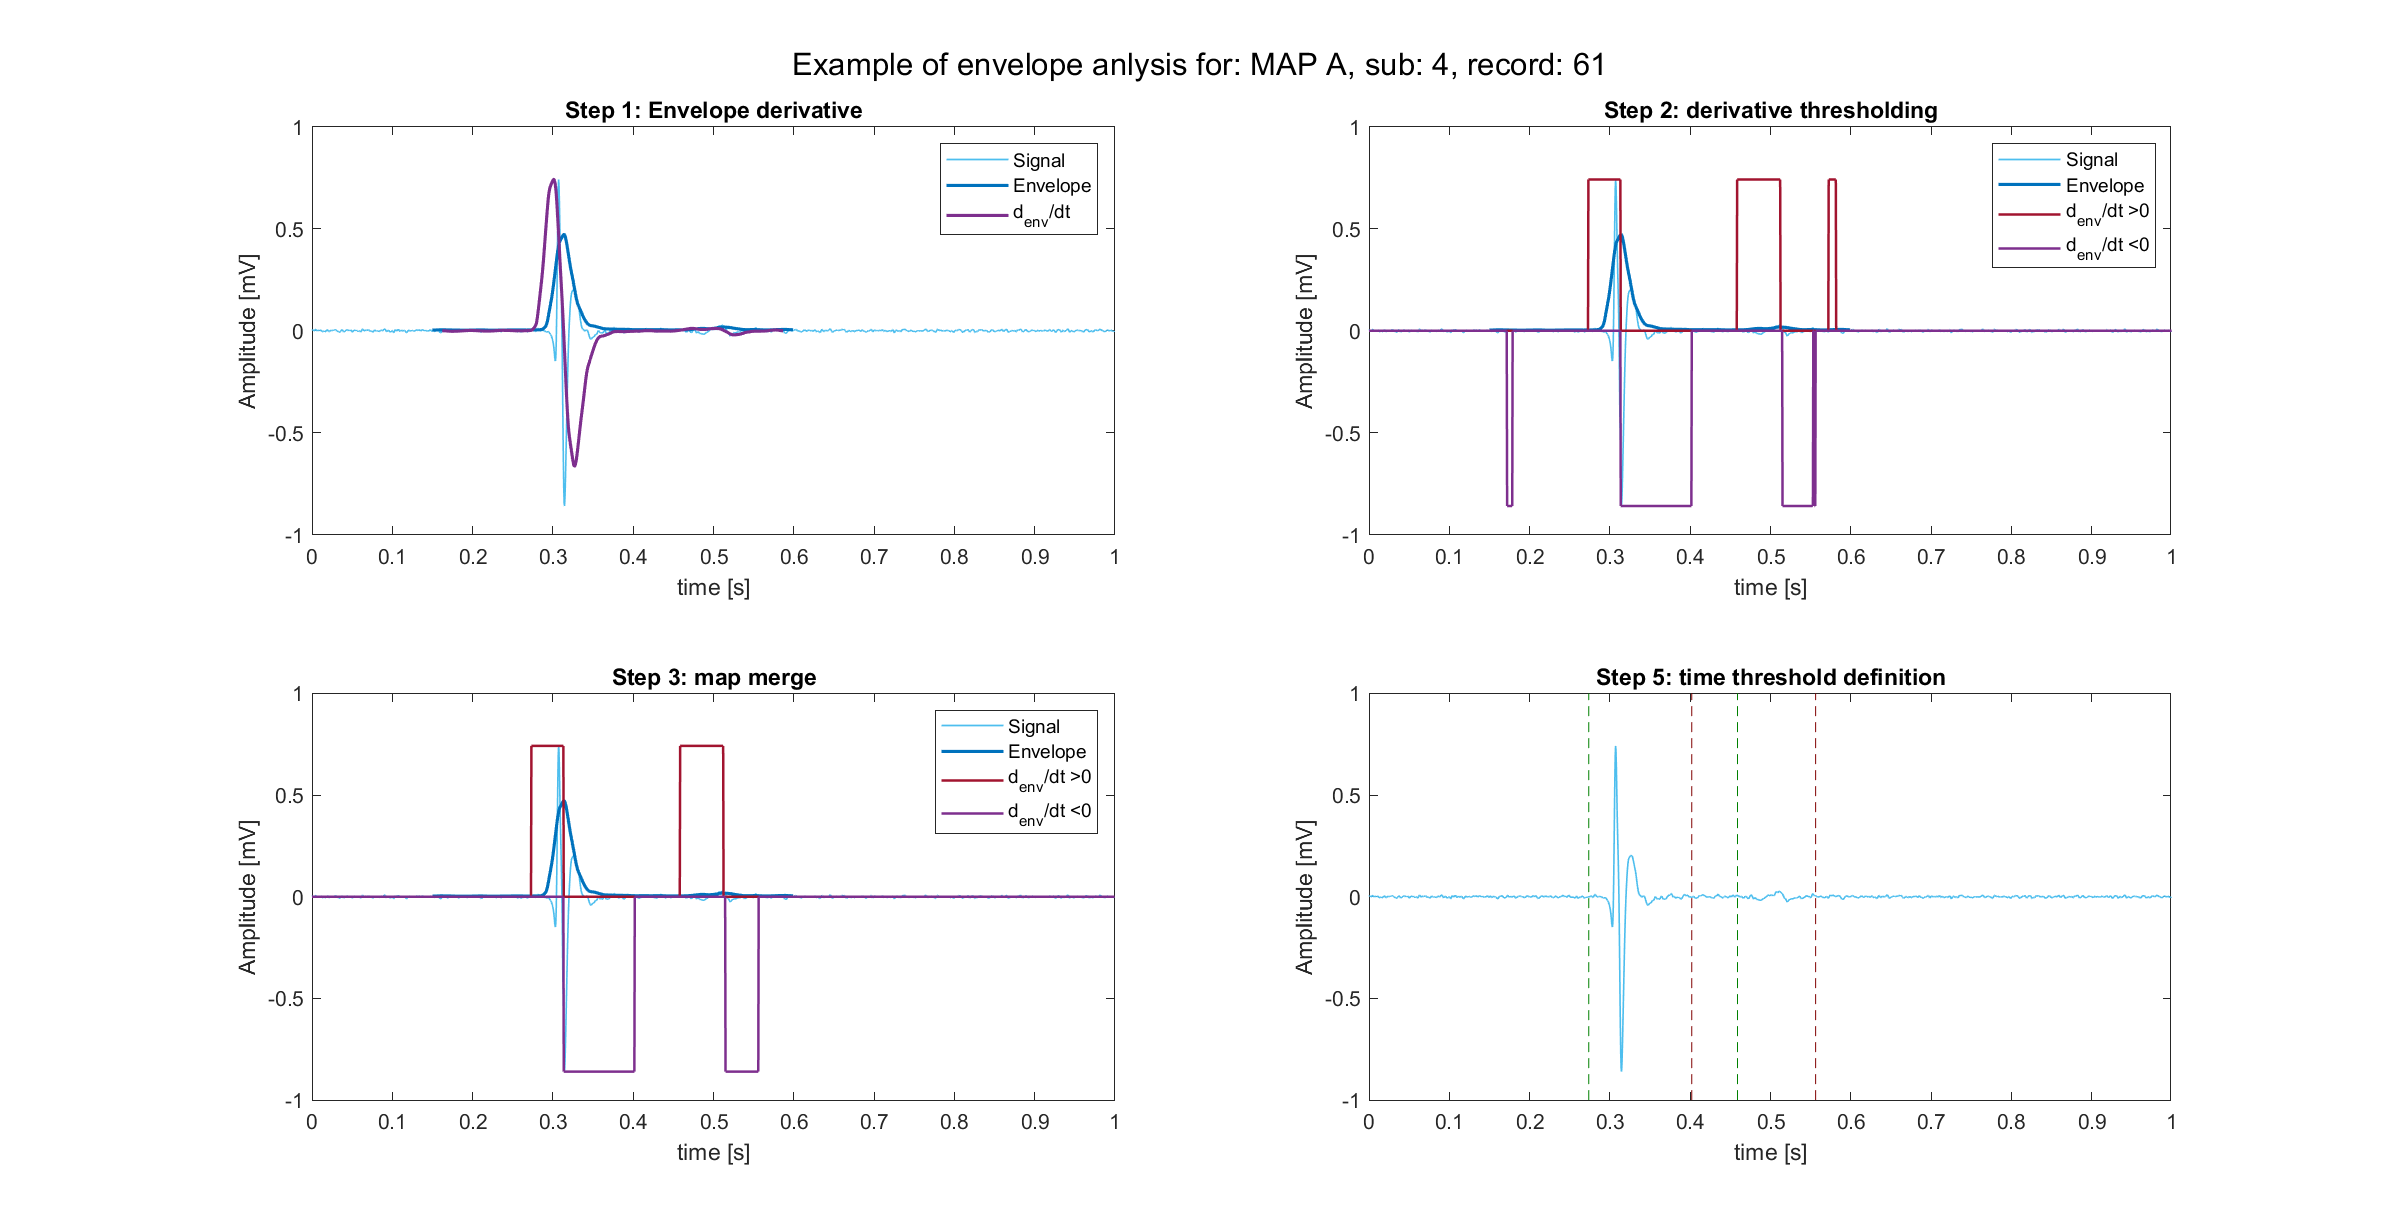 Example of envelope anlysis for: MAP A, sub: 4, record: 61
Step 1: Envelope derivative
1
0.5
0
-0.5
-1
Amplitude [mV]
0 0.1 0.2 0.3 0.4 0.5 0.6 0.7 0.8 0.9 1
time [s]
Signal
Envelope
d_env/dt
Step 2: derivative thresholding
1
0.5
0
-0.5
-1
Amplitude [mV]
0 0.1 0.2 0.3 0.4 0.5 0.6 0.7 0.8 0.9 1
time [s]
Signal
Envelope
d_env/dt >0
d_env/dt <0
Step 3: map merge
1
0.5
0
-0.5
-1
Amplitude [mV]
0 0.1 0.2 0.3 0.4 0.5 0.6 0.7 0.8 0.9 1
time [s]
Signal
Envelope
d_env/dt >0
d_env/dt <0
Step 5: time threshold definition
1
0.5
0
-0.5
-1
Amplitude [mV]
0 0.1 0.2 0.3 0.4 0.5 0.6 0.7 0.8 0.9 1
time [s]